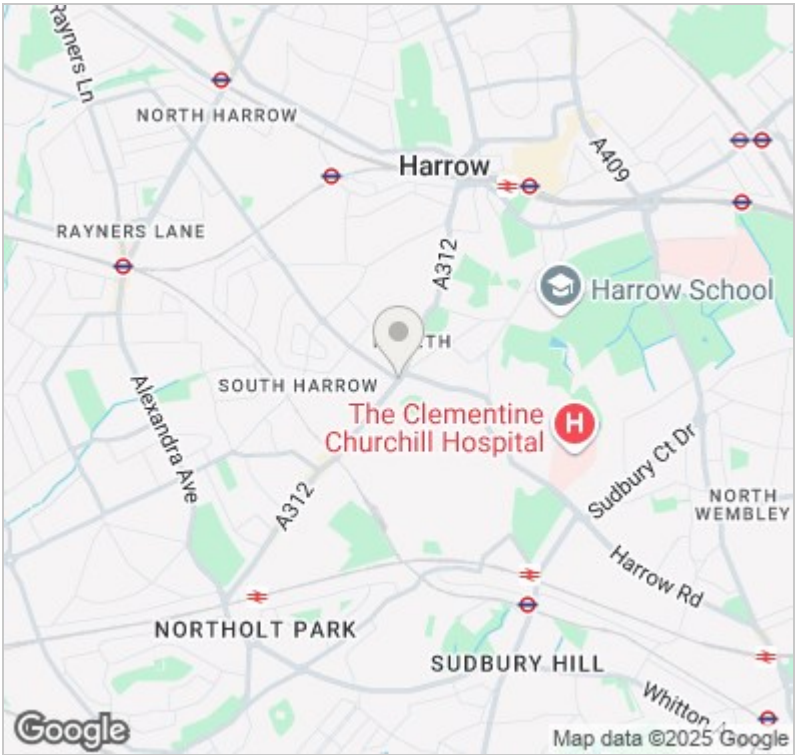 Rayners Ln
NORTH HARROW
Harrow
A409
RAYNERS LANE
A312
Harrow School
SOUTH HARROW
The Clementine
Churchill Hospital
H
Alexandra Ave
Sudbury Ct Dr
A312
NORTH
WEMBLEY
Harrow Rd
NORTHOLT PARK
SUDBURY HILL
Whitton
Google
Map data ©2025 Google